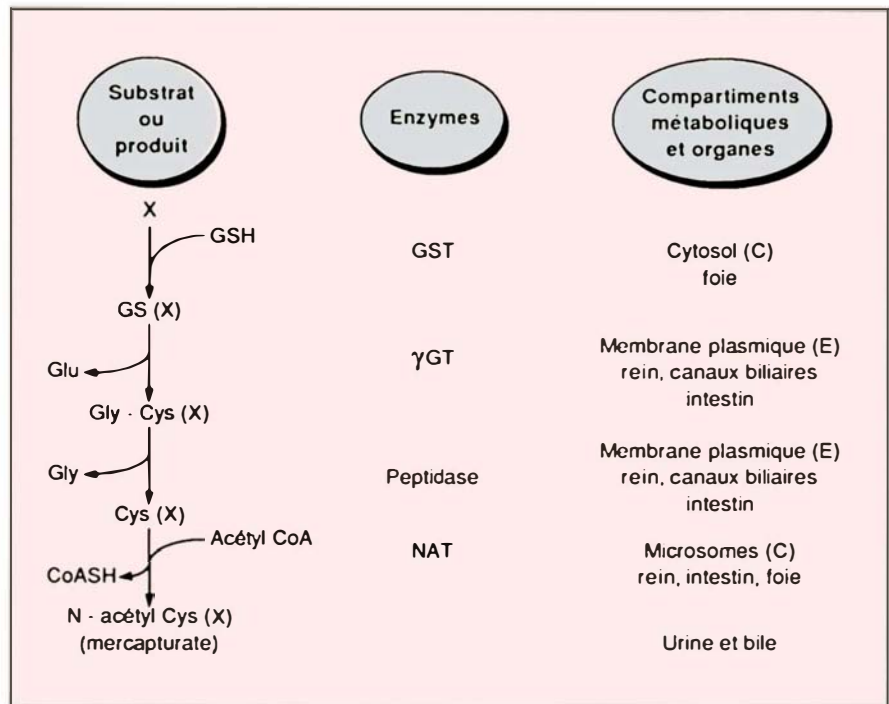 Substrat
ou
produit
Enzymes
Compartiments
métaboliques
et organes
X
GSH
GST
Cytosol (C)
foie
GS (X)
Glu
γGT
Membrane plasmique (E)
rein, canaux biliaires
intestin
Gly - Cys (X)
Gly
Peptidase
Membrane plasmique (E)
rein, canaux biliaires
intestin
Cys (X)
Acétyl CoA
CoASH
NAT
Microsomes (C)
rein, intestin, foie
N - acétyl Cys (X)
(mercapturate)
Urine et bile